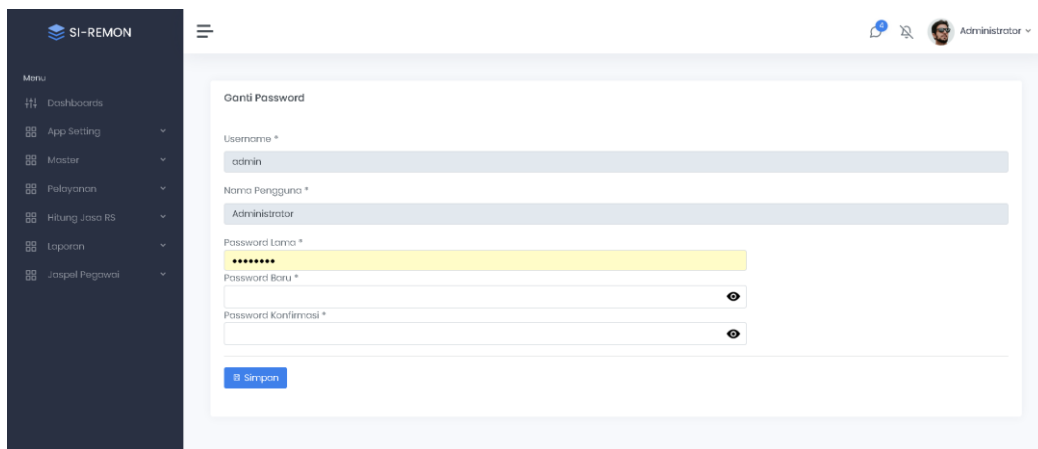 SI-REMON
4
Administrator
Menu
Dashboards
App Setting
Master
Pelayanan
Hitung Jasa RS
Laporan
Jaspel Pegawai
Ganti Password
Username *
admin
Nama Pengguna *
Administrator
Password Lama *
••••••••
Password Baru *
Password Konfirmasi *
Simpan